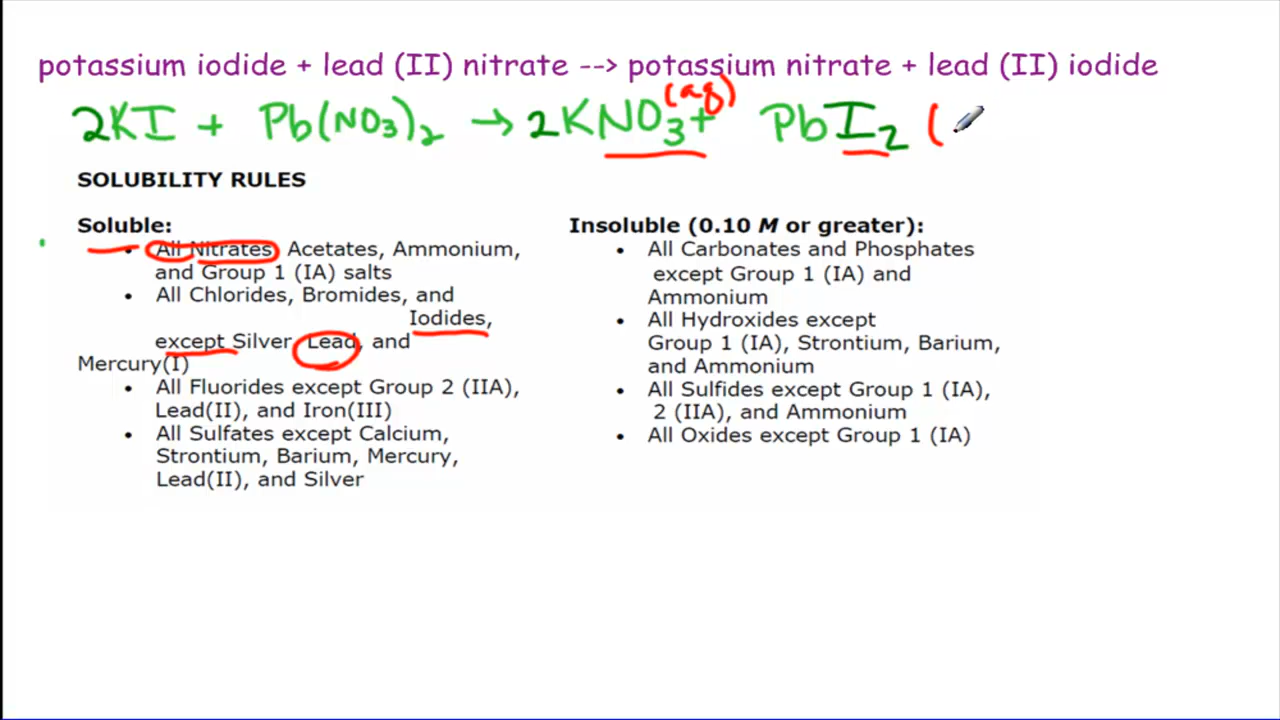 potassium iodide + lead (II) nitrate --> potassium nitrate + lead (II) iodide
2KI + Pb(NO3)2 → 2KNO3(aq) + PbI2 (
SOLUBILITY RULES
Soluble:
• All Nitrates, Acetates, Ammonium,
and Group 1 (IA) salts
• All Chlorides, Bromides, and
Iodides,
except Silver, Lead, and
Mercury(I)
• All Fluorides except Group 2 (IIA),
Lead(II), and Iron(III)
• All Sulfates except Calcium,
Strontium, Barium, Mercury,
Lead(II), and Silver
Insoluble (0.10 M or greater):
• All Carbonates and Phosphates
except Group 1 (IA) and
Ammonium
• All Hydroxides except
Group 1 (IA), Strontium, Barium,
and Ammonium
• All Sulfides except Group 1 (IA),
2 (IIA), and Ammonium
• All Oxides except Group 1 (IA)